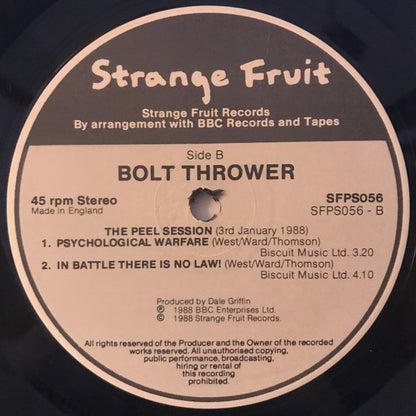 Strange Fruit
Strange Fruit Records
By arrangement with BBC Records and Tapes
Side B
BOLT THROWER
45 rpm Stereo
Made in England
SFPS056
SFPS056 - B
THE PEEL SESSION (3rd January 1988)
1. PSYCHOLOGICAL WARFARE (West/Ward/Thomson)
Biscuit Music Ltd. 3.20
2. IN BATTLE THERE IS NO LAW! (West/Ward/Thomson)
Biscuit Music Ltd. 4.10
Produced by Dale Griffin
℗ 1988 BBC Enterprises Ltd.
© 1988 Strange Fruit Records.
All rights of the Producer and the Owner of the recorded
works reserved. All unauthorised copying,
public performance, broadcasting,
hiring or rental of
this recording
prohibited.